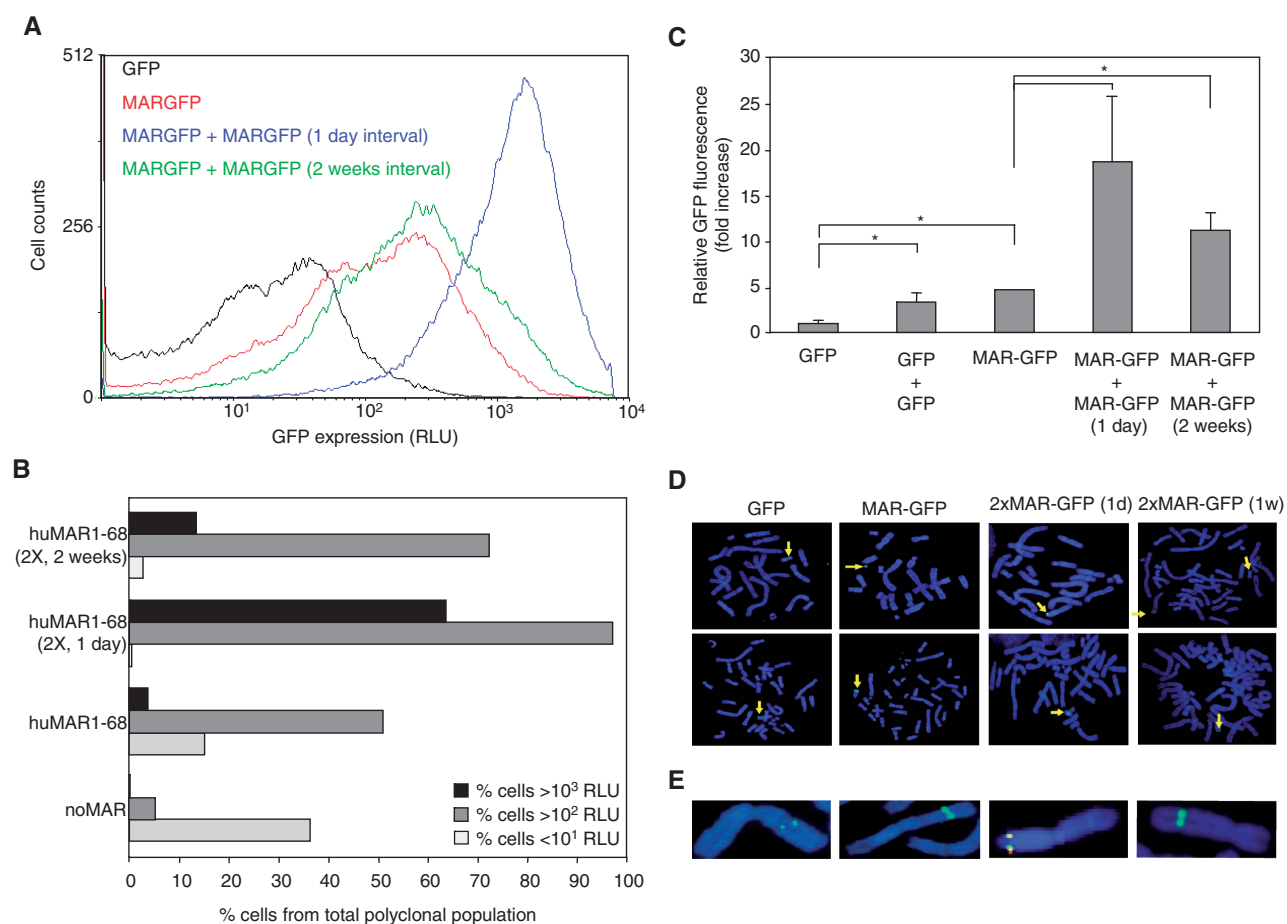 A
512
256
0
Cell counts
GFP
MARGFP
MARGFP + MARGFP (1 day interval)
MARGFP + MARGFP (2 weeks interval)
10¹
10²
10³
10⁴
GFP expression (RLU)
B
huMAR1-68
(2X, 2 weeks)
huMAR1-68
(2X, 1 day)
huMAR1-68
noMAR
% cells >10³ RLU
% cells >10² RLU
% cells <10¹ RLU
0 10 20 30 40 50 60 70 80 90 100
% cells from total polyclonal population
C
Relative GFP fluorescence
(fold increase)
30
25
20
15
10
5
0
*
*
*
*
GFP
GFP
+
GFP
MAR-GFP
MAR-GFP
+
MAR-GFP
(1 day)
MAR-GFP
+
MAR-GFP
(2 weeks)
D
GFP
MAR-GFP
2xMAR-GFP (1d)
2xMAR-GFP (1w)
E